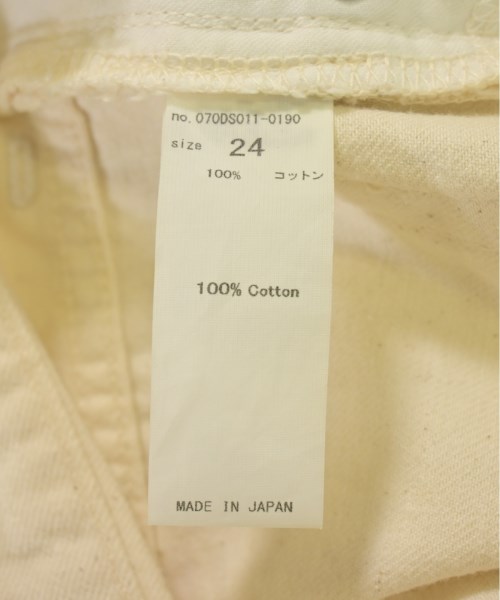 no.070DS011-0190
size 24
100% コットン
100% Cotton
MADE IN JAPAN